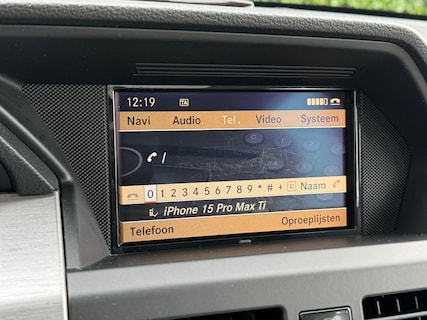 12:19 TA
Navi Audio Tel. Video Systeem
/
0 1 2 3 4 5 6 7 8 9 * # + C Naam
iPhone 15 Pro Max Ti
Telefoon Oproeplijsten